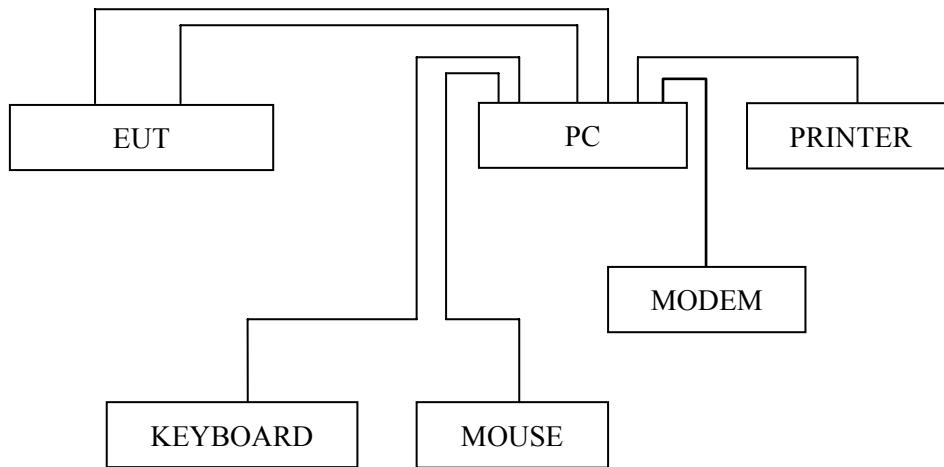 EUT
PC
PRINTER
MODEM
KEYBOARD
MOUSE